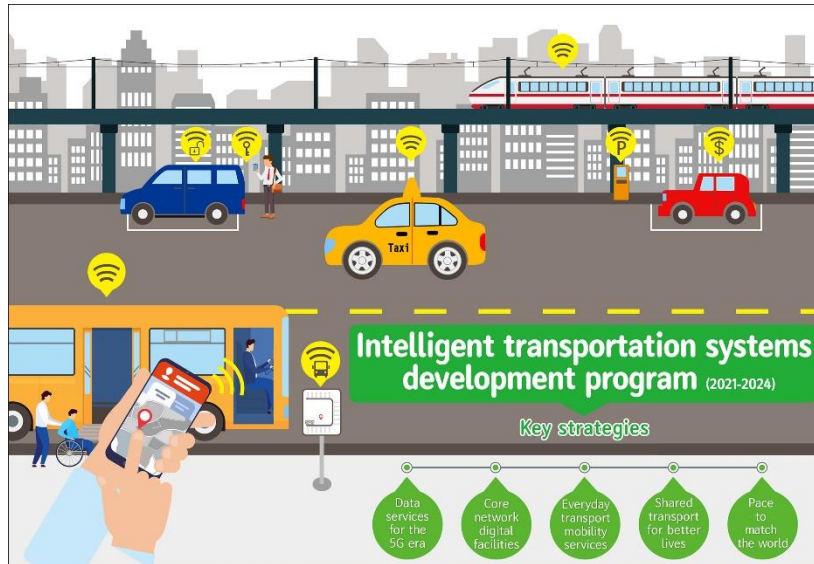 P
$
Taxi
Intelligent transportation systems
development program (2021-2024)
Key strategies
Data
services
for the
5G era
Core
network
digital
facilities
Everyday
transport
mobility
services
Shared
transport
for better
lives
Pace
to
match
the world